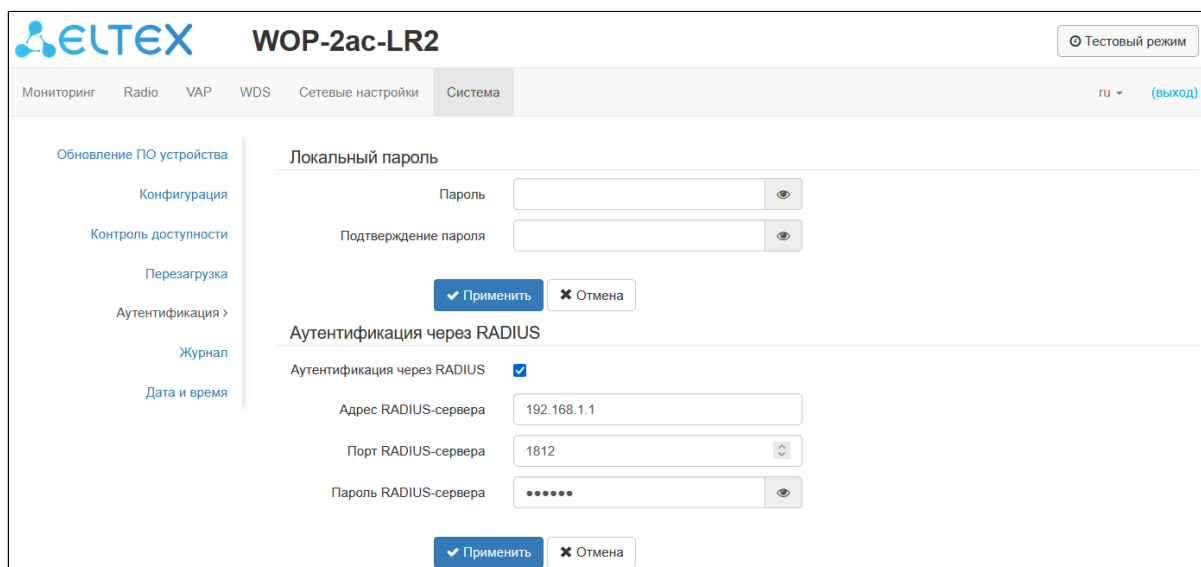 ELTEX WOP-2ac-LR2 Тестовый режим
Мониторинг Radio VAP WDS Сетевые настройки Система ru (выход)
Обновление ПО устройства
Конфигурация
Контроль доступности
Перезагрузка
Аутентификация >
Журнал
Дата и время
Локальный пароль
Пароль
Подтверждение пароля
Применить Отмена
Аутентификация через RADIUS
Аутентификация через RADIUS
Адрес RADIUS-сервера 192.168.1.1
Порт RADIUS-сервера 1812
Пароль RADIUS-сервера ••••••
Применить Отмена